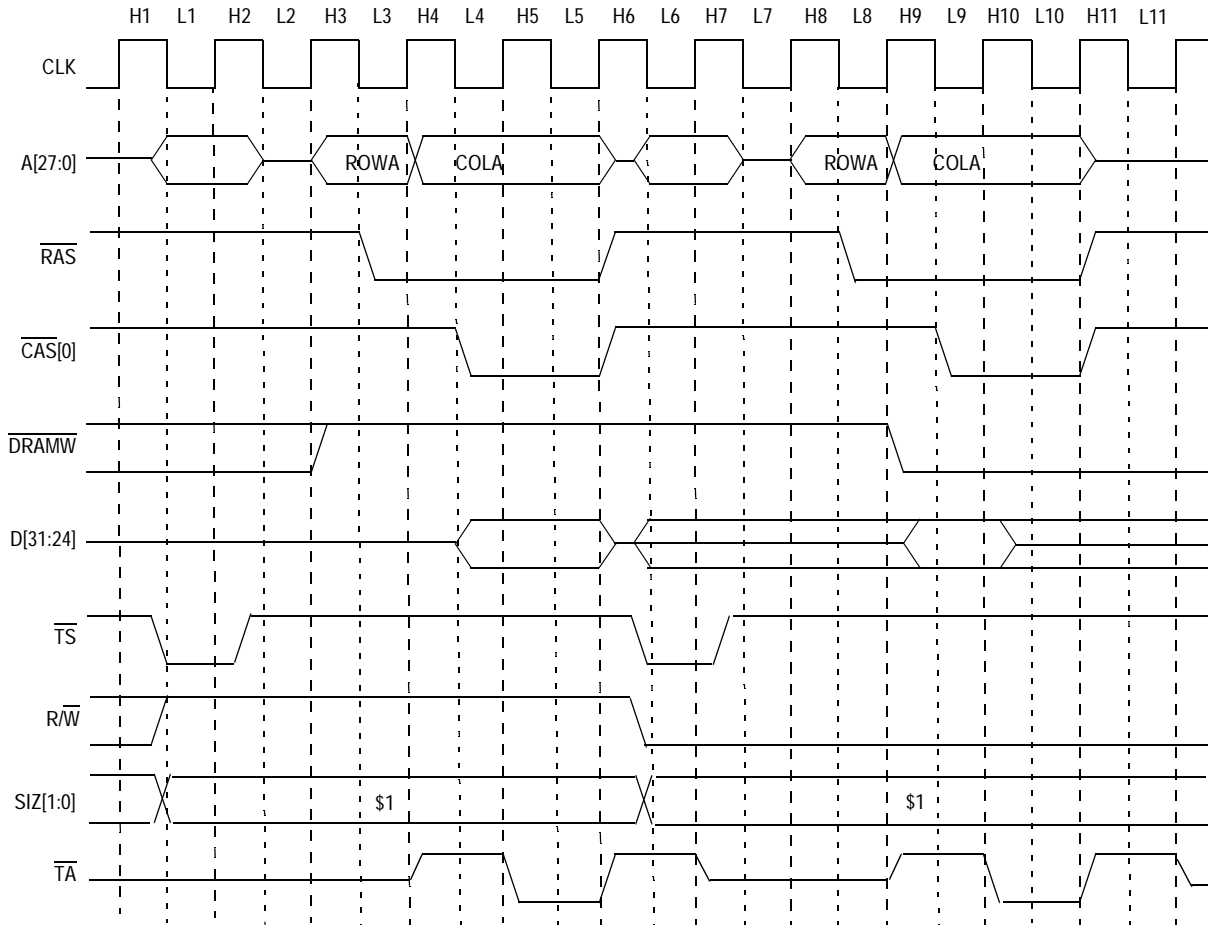 H1 L1 H2 L2 H3 L3 H4 L4 H5 L5 H6 L6 H7 L7 H8 L8 H9 L9 H10 L10 H11 L11
CLK
A[27:0] ROWA COLA ROWA COLA
RAS
CAS[0]
DRAMW
D[31:24]
TS
R/W
SIZ[1:0] $1 $1
TA